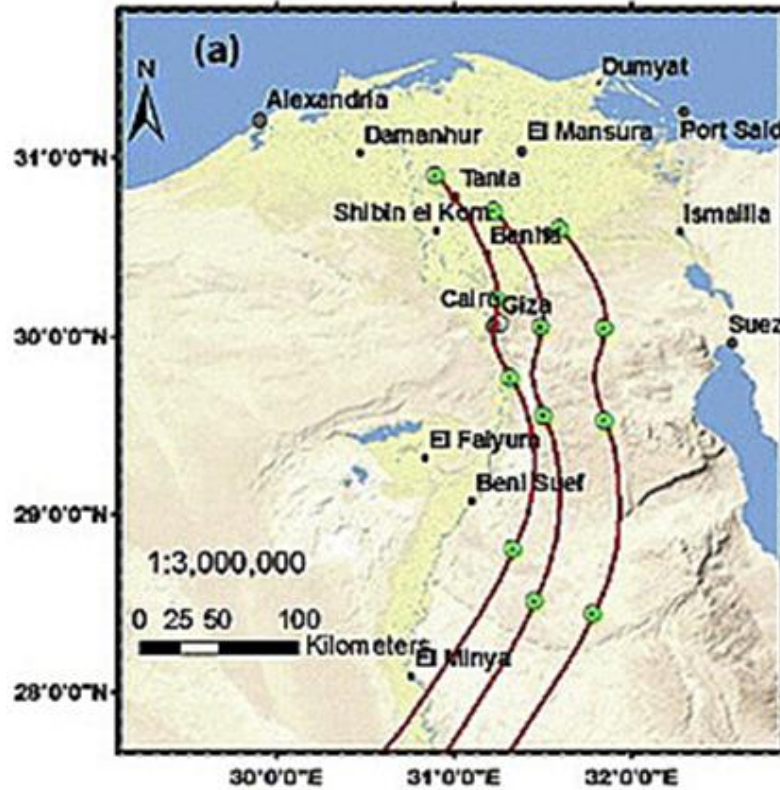 (a)
N
Dumyat
Alexandria
Damanhur
El Mansura
Port Said
31°0'0"N
Tanta
Shibin el Kom
Ismailia
Banha
Cairo
Giza
30°0'0"N
Suez
El Faiyum
Beni Suef
29°0'0"N
1:3,000,000
0 25 50 100
Kilometers
El Minya
28°0'0"N
30°0'0"E 31°0'0"E 32°0'0"E